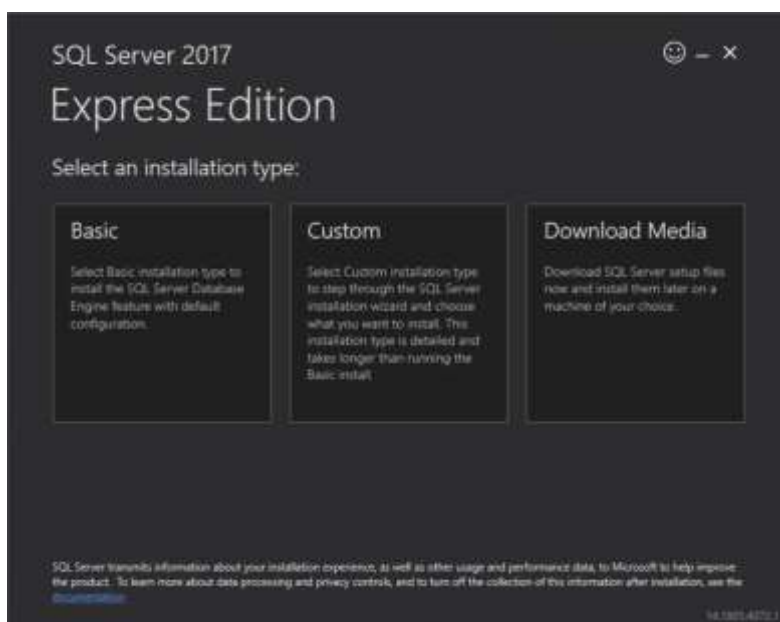 SQL Server 2017
Express Edition
Select an installation type:
Basic
Select Basic installation type to
install the SQL Server Database
Engine feature with default
configuration.
Custom
Select Custom installation type
to step through the SQL Server
installation wizard and choose
what you want to install. This
installation type is detailed and
takes longer than running the
Basic install.
Download Media
Download SQL Server setup files
now and install them later on a
machine of your choice.
SQL Server transmits information about your installation experience, as well as other usage and performance data, to Microsoft to help improve
the product. To learn more about data processing and privacy controls, and to turn off the collection of this information after installation, see the
documentation